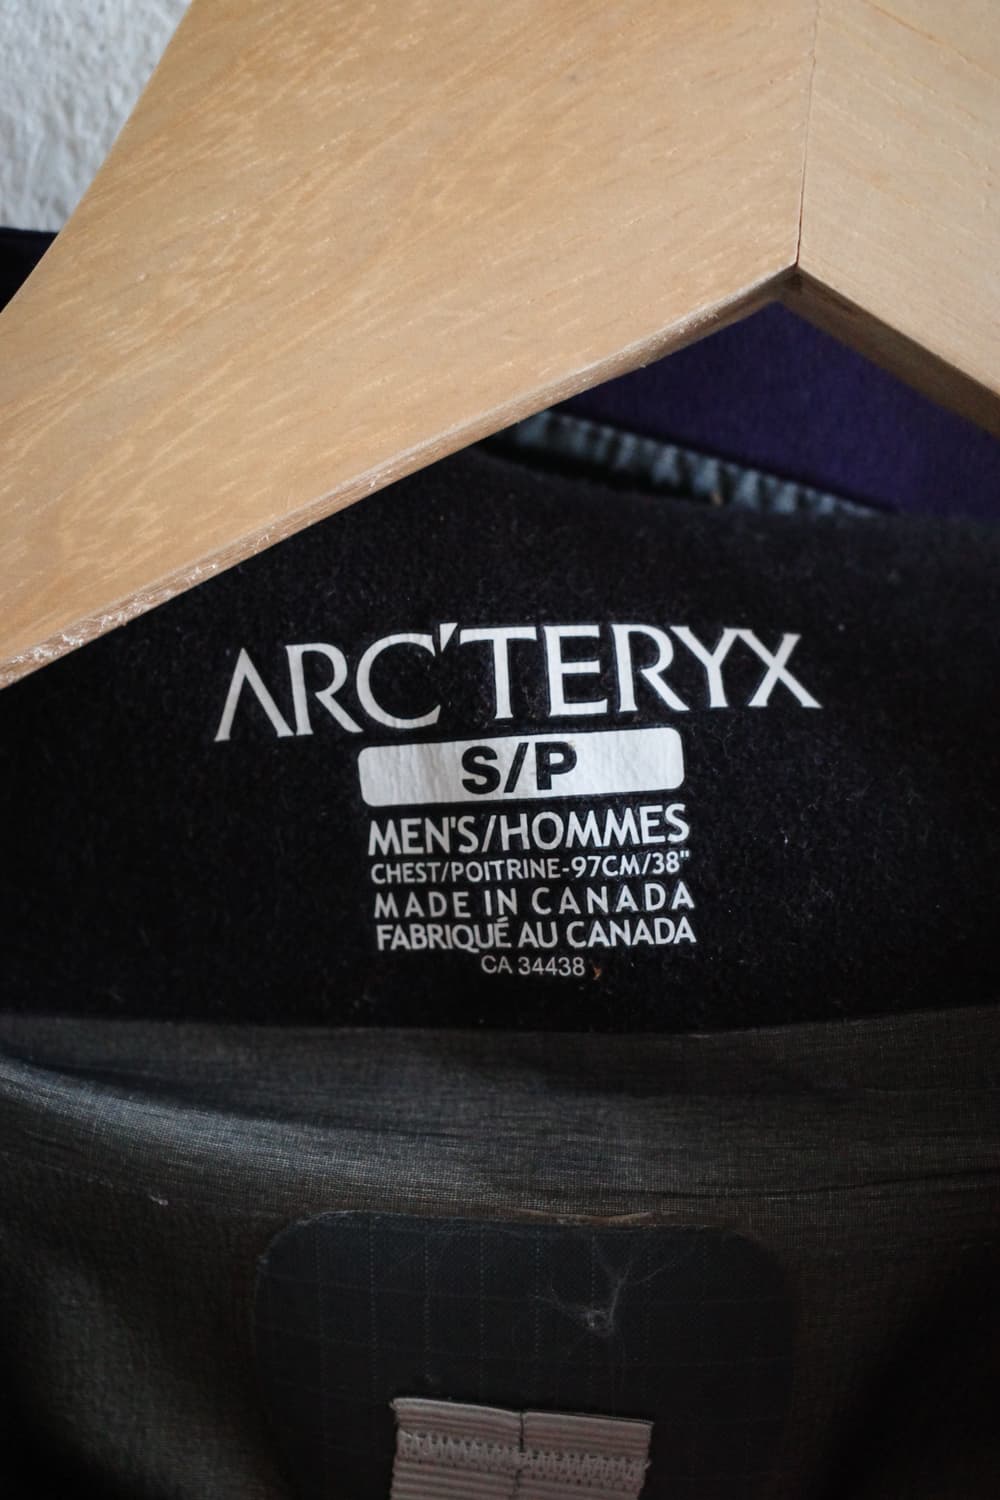 ARC'TERYX
S/P
MEN'S/HOMMES
CHEST/POITRINE-97CM/38"
MADE IN CANADA
FABRIQUÉ AU CANADA
CA 34438